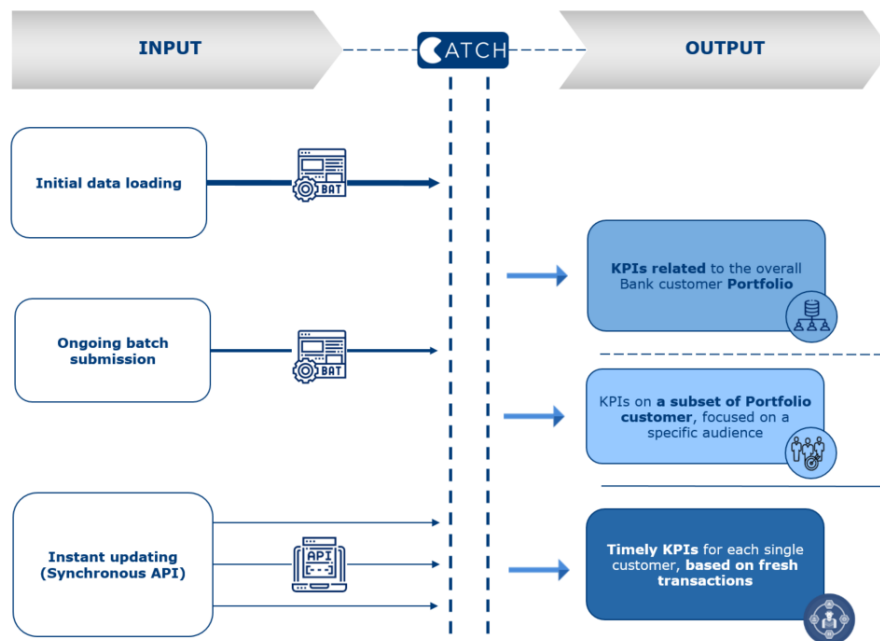 INPUT
CATCH
OUTPUT
Initial data loading
BAT
KPIs related to the overall
Bank customer Portfolio
Ongoing batch
submission
BAT
KPIs on a subset of Portfolio
customer, focused on a
specific audience
Instant updating
(Synchronous API)
API
Timely KPIs for each single
customer, based on fresh
transactions